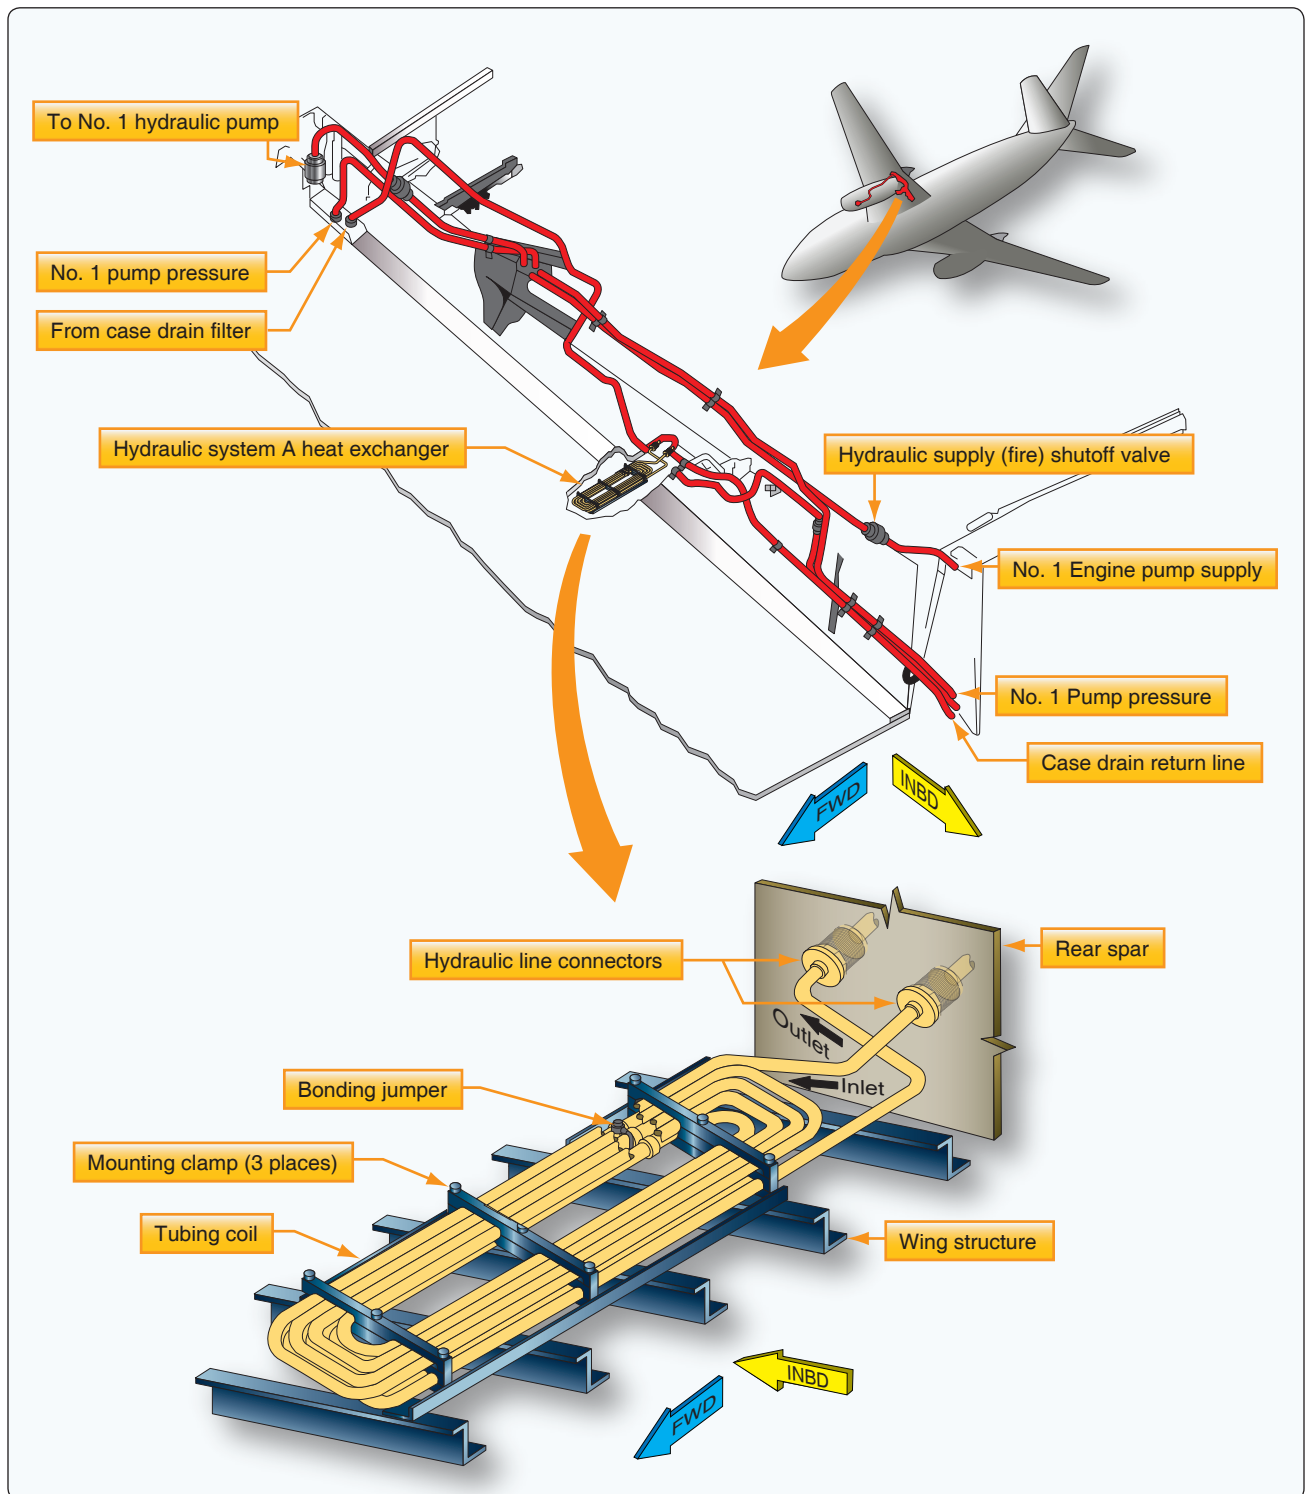 To No. 1 hydraulic pump
No. 1 pump pressure
From case drain filter
Hydraulic system A heat exchanger
Hydraulic supply (fire) shutoff valve
No. 1 Engine pump supply
No. 1 Pump pressure
Case drain return line
FWD
INBD
Hydraulic line connectors
Rear spar
Outlet
Inlet
Bonding jumper
Mounting clamp (3 places)
Tubing coil
Wing structure
INBD
FWD